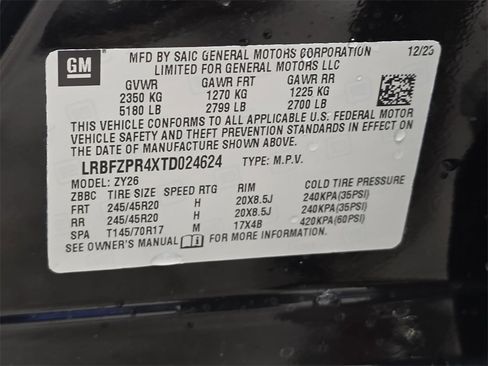 GM
MFD BY SAIC GENERAL MOTORS CORPORATION 12/23
LIMITED FOR GENERAL MOTORS LLC
GVWR GAWR FRT GAWR RR
2350 KG 1270 KG 1225 KG
5180 LB 2799 LB 2700 LB
THIS VEHICLE CONFORMS TO ALL APPLICABLE U.S. FEDERAL MOTOR
VEHICLE SAFETY AND THEFT PREVENTION STANDARDS IN EFFECT ON
THE DATE OF MANUFACTURE SHOWN ABOVE.
LRBFZPR4XTD024624 TYPE: M.P.V.
MODEL: ZY26
ZBBC TIRE SIZE SPEED RTG RIM COLD TIRE PRESSURE
FRT 245/45R20 H 20X8.5J 240KPA(35PSI)
RR 245/45R20 H 20X8.5J 240KPA(35PSI)
SPA T145/70R17 M 17X4B 420KPA(60PSI)
SEE OWNER'S MANUAL FOR MORE INFORMATION.